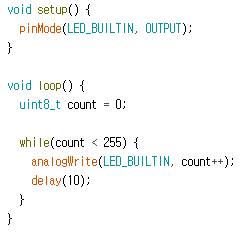 void setup() {
  pinMode(LED_BUILTIN, OUTPUT);
}

void loop() {
  uint8_t count = 0;

  while(count < 255) {
    analogWrite(LED_BUILTIN, count++);
    delay(10);
  }
}